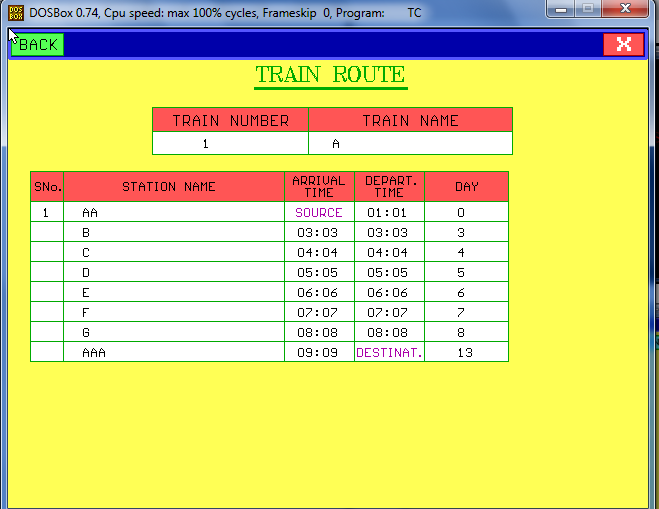 DOSBox 0.74, Cpu speed: max 100% cycles, Frameskip 0, Program: TC
BACK X
TRAIN ROUTE
TRAIN NUMBER TRAIN NAME
1 A
SNo. STATION NAME ARRIVAL TIME DEPART. TIME DAY
1 AA SOURCE 01:01 0
B 03:03 03:03 3
C 04:04 04:04 4
D 05:05 05:05 5
E 06:06 06:06 6
F 07:07 07:07 7
G 08:08 08:08 8
AAA 09:09 DESTINAT. 13